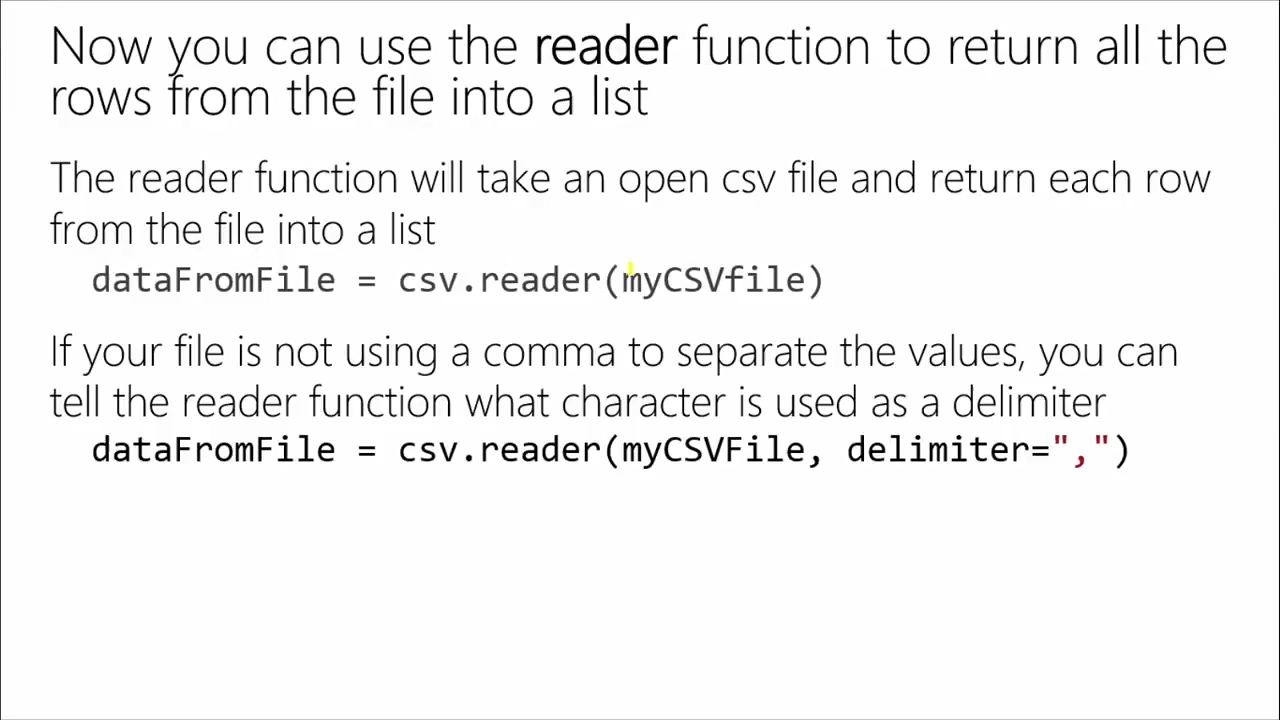 Now you can use the reader function to return all the
rows from the file into a list
The reader function will take an open csv file and return each row
from the file into a list
dataFromFile = csv.reader(myCSVfile)
If your file is not using a comma to separate the values, you can
tell the reader function what character is used as a delimiter
dataFromFile = csv.reader(myCSVFile, delimiter=",")